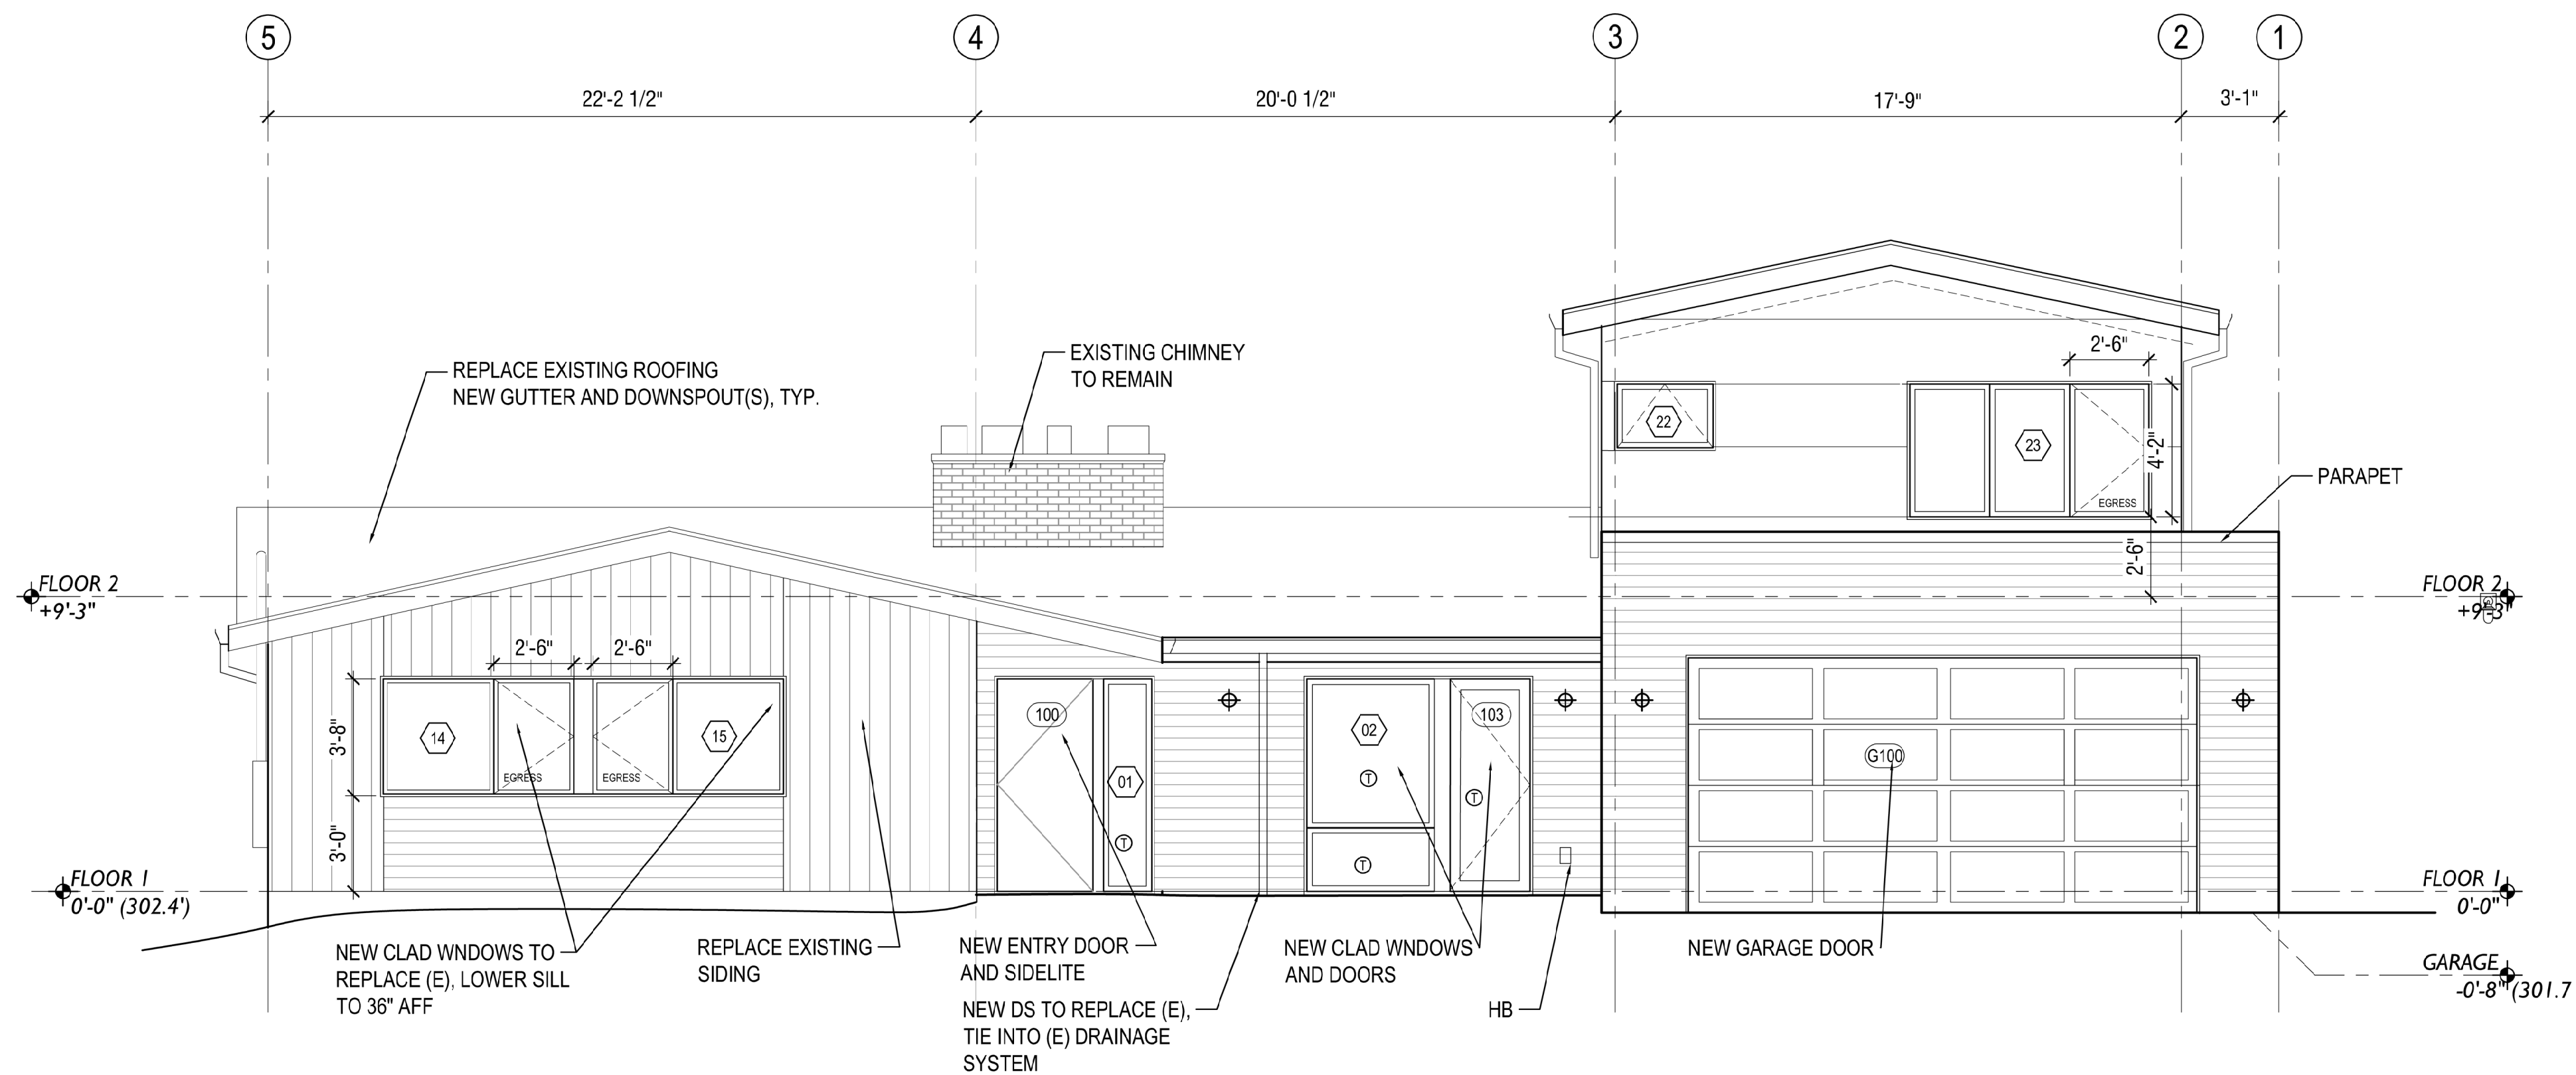 5
4
3
2
1
22'-2 1/2"
20'-0 1/2"
17'-9"
3'-1"
REPLACE EXISTING ROOFING
NEW GUTTER AND DOWNSPOUT(S), TYP.
EXISTING CHIMNEY
TO REMAIN
2'-6"
22
23
4'-2"
EGRESS
PARAPET
2'-6"
FLOOR 2
+9'-3"
FLOOR 2
+9'-3"
2'-6"
2'-6"
3'-8"
14
15
EGRESS
EGRESS
3'-0"
100
01
T
02
T
T
103
T
G100
FLOOR 1
0'-0" (302.4')
FLOOR 1
0'-0"
NEW CLAD WNDOWS TO
REPLACE (E), LOWER SILL
TO 36" AFF
REPLACE EXISTING
SIDING
NEW ENTRY DOOR
AND SIDELITE
NEW DS TO REPLACE (E),
TIE INTO (E) DRAINAGE
SYSTEM
NEW CLAD WNDOWS
AND DOORS
HB
NEW GARAGE DOOR
GARAGE
-0'-8" (301.7